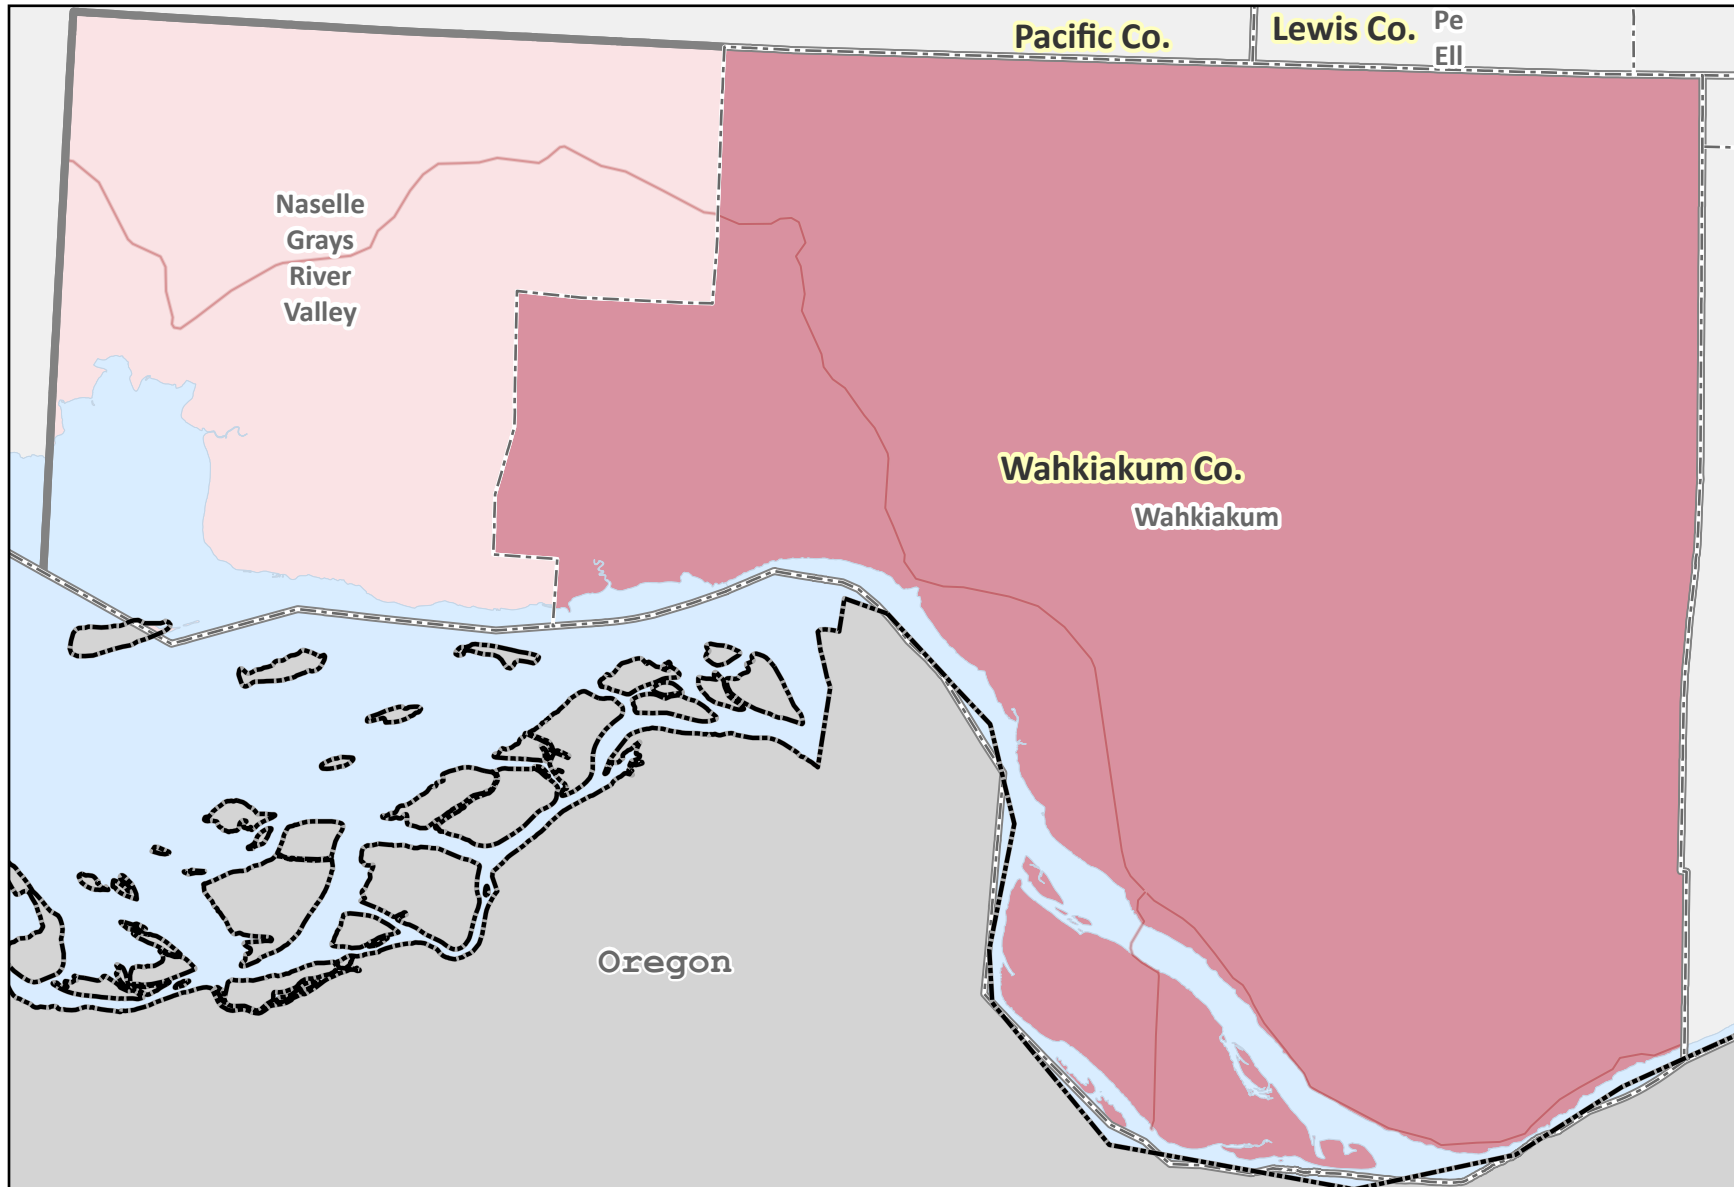 Pacific Co.
Lewis Co.
Pe
Ell
Naselle
Grays
River
Valley
Wahkiakum Co.
Wahkiakum
Oregon